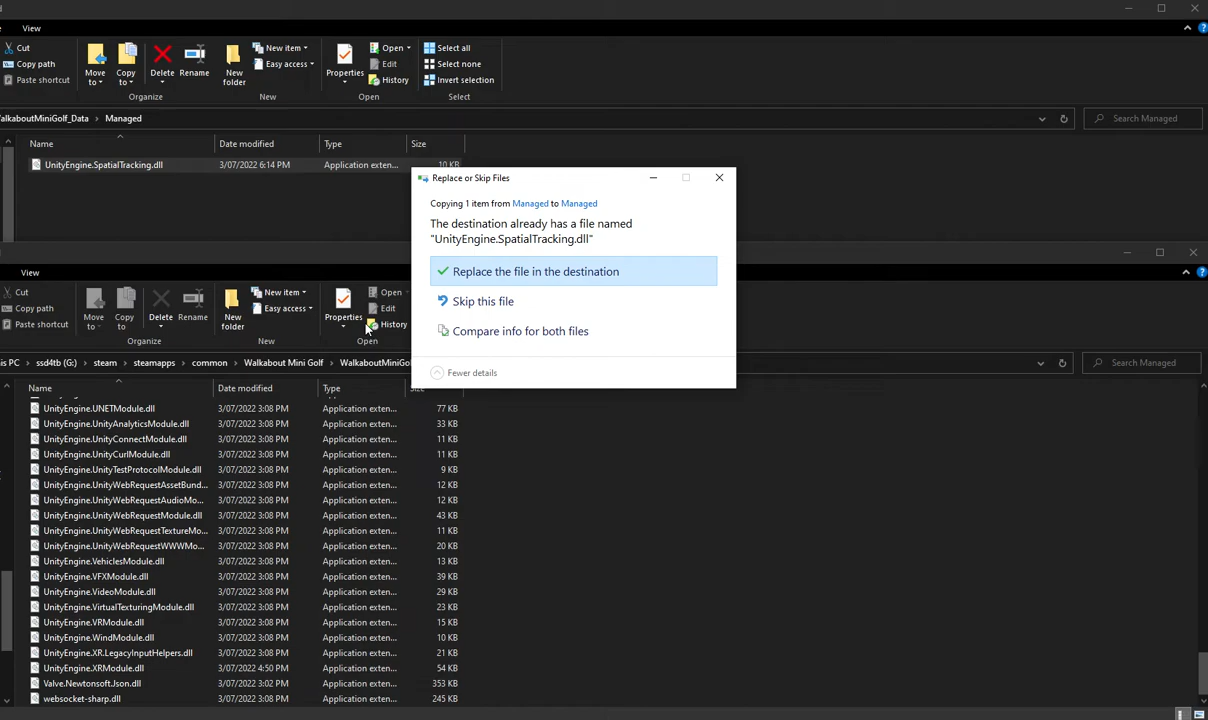 View
Cut
Copy path
Paste shortcut
Move to
Copy to
Delete
Rename
New folder
New item
Easy access
Properties
Open
Edit
History
Select all
Select none
Invert selection
Organize
New
Open
Select
alkaboutMiniGolf_Data > Managed
Search Managed
Name
Date modified
Type
Size
UnityEngine.SpatialTracking.dll 3/07/2022 6:14 PM Application exten... 10 KB
Replace or Skip Files
Copying 1 item from Managed to Managed
The destination already has a file named
"UnityEngine.SpatialTracking.dll"
Replace the file in the destination
Skip this file
Compare info for both files
Fewer details
View
Cut
Copy path
Paste shortcut
Move to
Copy to
Delete
Rename
New folder
New item
Easy access
Properties
Open
Edit
History
Organize
New
Open
his PC > ssd4tb (G:) > steam > steamapps > common > Walkabout Mini Golf > WalkaboutMiniGol
Search Managed
Name
Date modified
Type
Size
UnityEngine.UNETModule.dll 3/07/2022 3:08 PM Application exten... 77 KB
UnityEngine.UnityAnalyticsModule.dll 3/07/2022 3:08 PM Application exten... 33 KB
UnityEngine.UnityConnectModule.dll 3/07/2022 3:08 PM Application exten... 11 KB
UnityEngine.UnityCurlModule.dll 3/07/2022 3:08 PM Application exten... 11 KB
UnityEngine.UnityTestProtocolModule.dll 3/07/2022 3:08 PM Application exten... 9 KB
UnityEngine.UnityWebRequestAssetBund... 3/07/2022 3:08 PM Application exten... 12 KB
UnityEngine.UnityWebRequestAudioMo... 3/07/2022 3:08 PM Application exten... 12 KB
UnityEngine.UnityWebRequestModule.dll 3/07/2022 3:08 PM Application exten... 43 KB
UnityEngine.UnityWebRequestTextureMo... 3/07/2022 3:08 PM Application exten... 11 KB
UnityEngine.UnityWebRequestWWWMo... 3/07/2022 3:08 PM Application exten... 20 KB
UnityEngine.VehiclesModule.dll 3/07/2022 3:08 PM Application exten... 13 KB
UnityEngine.VFXModule.dll 3/07/2022 3:08 PM Application exten... 39 KB
UnityEngine.VideoModule.dll 3/07/2022 3:08 PM Application exten... 29 KB
UnityEngine.VirtualTexturingModule.dll 3/07/2022 3:08 PM Application exten... 23 KB
UnityEngine.VRModule.dll 3/07/2022 3:08 PM Application exten... 15 KB
UnityEngine.WindModule.dll 3/07/2022 3:08 PM Application exten... 10 KB
UnityEngine.XR.LegacyInputHelpers.dll 3/07/2022 3:08 PM Application exten... 21 KB
UnityEngine.XRModule.dll 3/07/2022 4:50 PM Application exten... 54 KB
Valve.Newtonsoft.Json.dll 3/07/2022 3:02 PM Application exten... 353 KB
websocket-sharp.dll 3/07/2022 3:08 PM Application exten... 245 KB